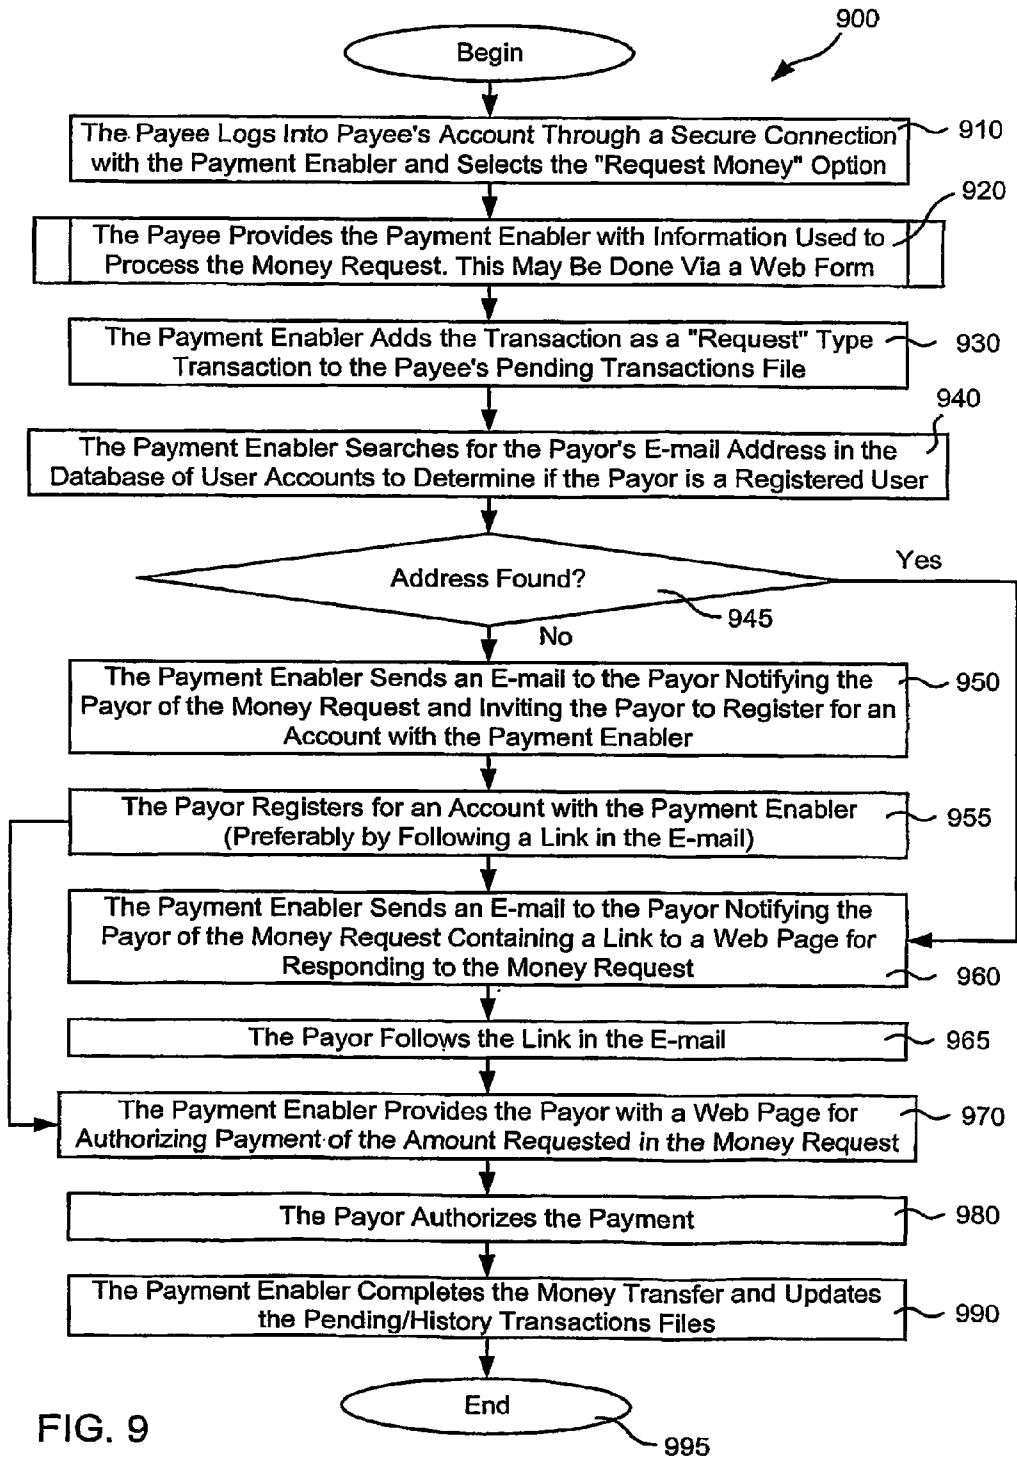 900
Begin
The Payee Logs Into Payee's Account Through a Secure Connection
with the Payment Enabler and Selects the "Request Money" Option
910
920
The Payee Provides the Payment Enabler with Information Used to
Process the Money Request. This May Be Done Via a Web Form
The Payment Enabler Adds the Transaction as a "Request" Type
Transaction to the Payee's Pending Transactions File
930
940
The Payment Enabler Searches for the Payor's E-mail Address in the
Database of User Accounts to Determine if the Payor is a Registered User
Yes
Address Found?
945
No
The Payment Enabler Sends an E-mail to the Payor Notifying the
Payor of the Money Request and Inviting the Payor to Register for an
Account with the Payment Enabler
950
The Payor Registers for an Account with the Payment Enabler
(Preferably by Following a Link in the E-mail)
955
The Payment Enabler Sends an E-mail to the Payor Notifying the
Payor of the Money Request Containing a Link to a Web Page for
Responding to the Money Request
960
The Payor Follows the Link in the E-mail
965
The Payment Enabler Provides the Payor with a Web Page for
Authorizing Payment of the Amount Requested in the Money Request
970
The Payor Authorizes the Payment
980
The Payment Enabler Completes the Money Transfer and Updates
the Pending/History Transactions Files
990
End
995
FIG. 9